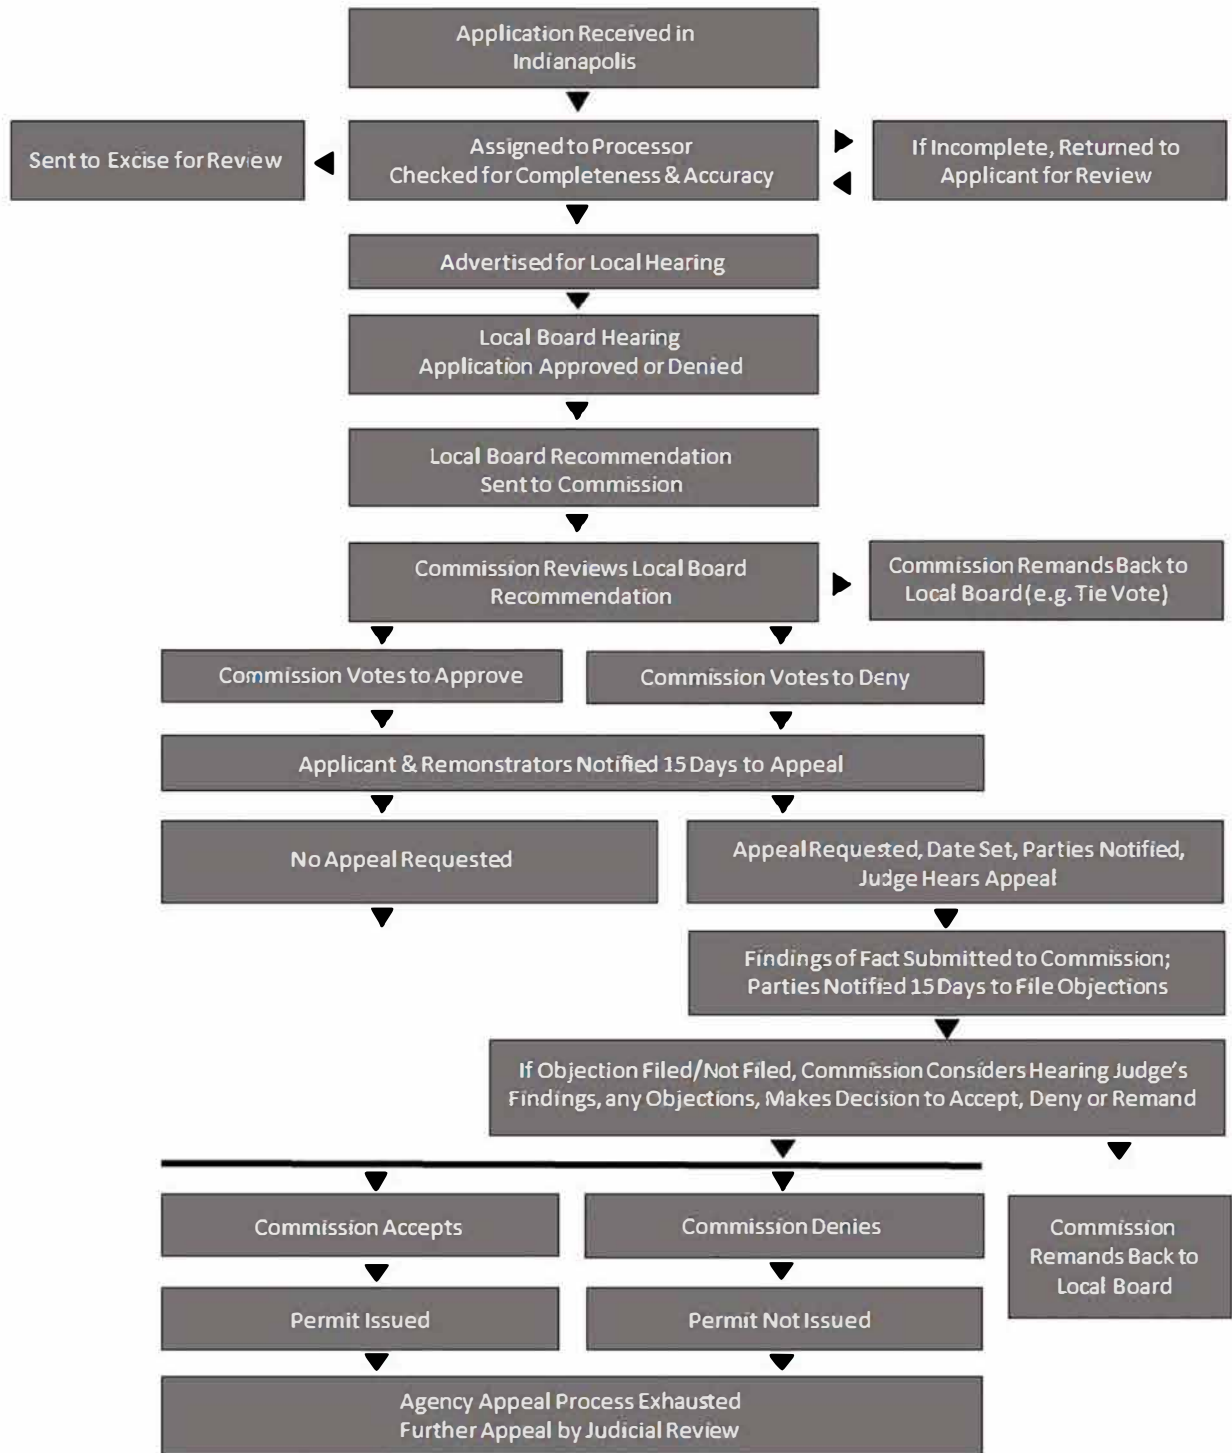 Application Received in
Indianapolis
Sent to Excise for Review
Assigned to Processor
Checked for Completeness & Accuracy
If Incomplete, Returned to
Applicant for Review
Advertised for Local Hearing
Local Board Hearing
Application Approved or Denied
Local Board Recommendation
Sent to Commission
Commission Reviews Local Board
Recommendation
Commission Remands Back to
Local Board (e.g. Tie Vote)
Commission Votes to Approve
Commission Votes to Deny
Applicant & Remonstrators Notified 15 Days to Appeal
No Appeal Requested
Appeal Requested, Date Set, Parties Notified,
Judge Hears Appeal
Findings of Fact Submitted to Commission;
Parties Notified 15 Days to File Objections
If Objection Filed/Not Filed, Commission Considers Hearing Judge's
Findings, any Objections, Makes Decision to Accept, Deny or Remand
Commission Accepts
Commission Denies
Commission
Remands Back to
Local Board
Permit Issued
Permit Not Issued
Agency Appeal Process Exhausted
Further Appeal by Judicial Review